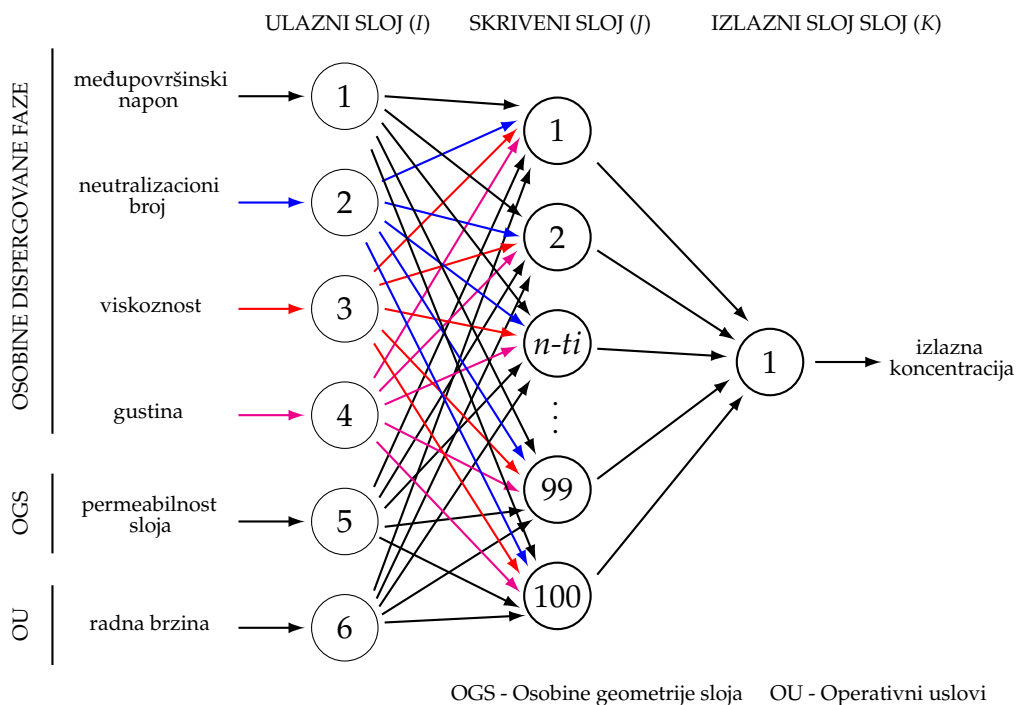 ULAZNI SLOJ (I)
SKRIVENI SLOJ (J)
IZLAZNI SLOJ SLOJ (K)
OSOBINE DISPERGOVANE FAZE
međupovršinski
napon
neutralizacioni
broj
viskoznost
gustina
OGS
permeabilnost
sloja
OU
radna brzina
1
2
3
4
5
6
1
2
n-ti
⋮
99
100
1
izlazna
koncentracija
OGS - Osobine geometrije sloja
OU - Operativni uslovi